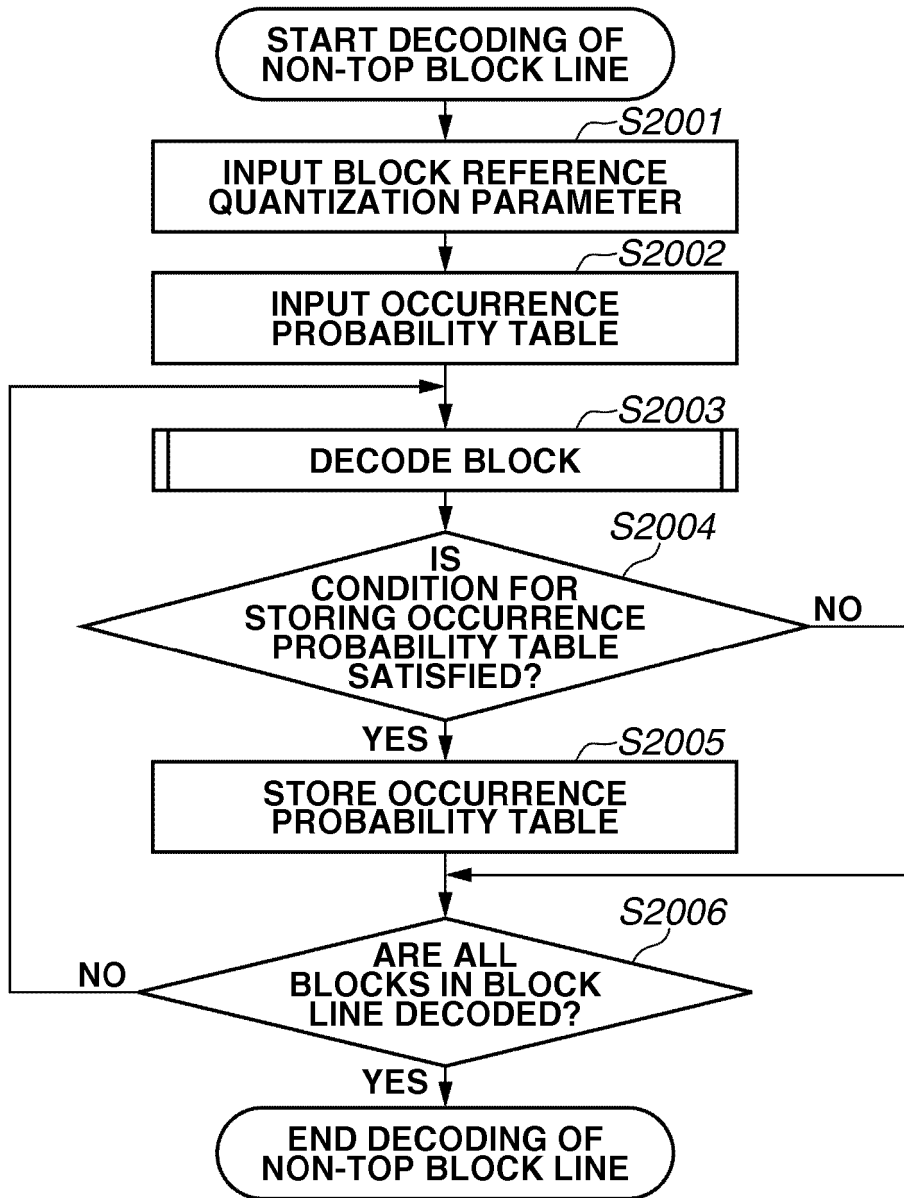 START DECODING OF
NON-TOP BLOCK LINE
S2001
INPUT BLOCK REFERENCE
QUANTIZATION PARAMETER
S2002
INPUT OCCURRENCE
PROBABILITY TABLE
S2003
DECODE BLOCK
S2004
IS
CONDITION FOR
STORING OCCURRENCE
PROBABILITY TABLE
SATISFIED?
NO
YES
S2005
STORE OCCURRENCE
PROBABILITY TABLE
S2006
ARE ALL
BLOCKS IN BLOCK
LINE DECODED?
NO
YES
END DECODING OF
NON-TOP BLOCK LINE